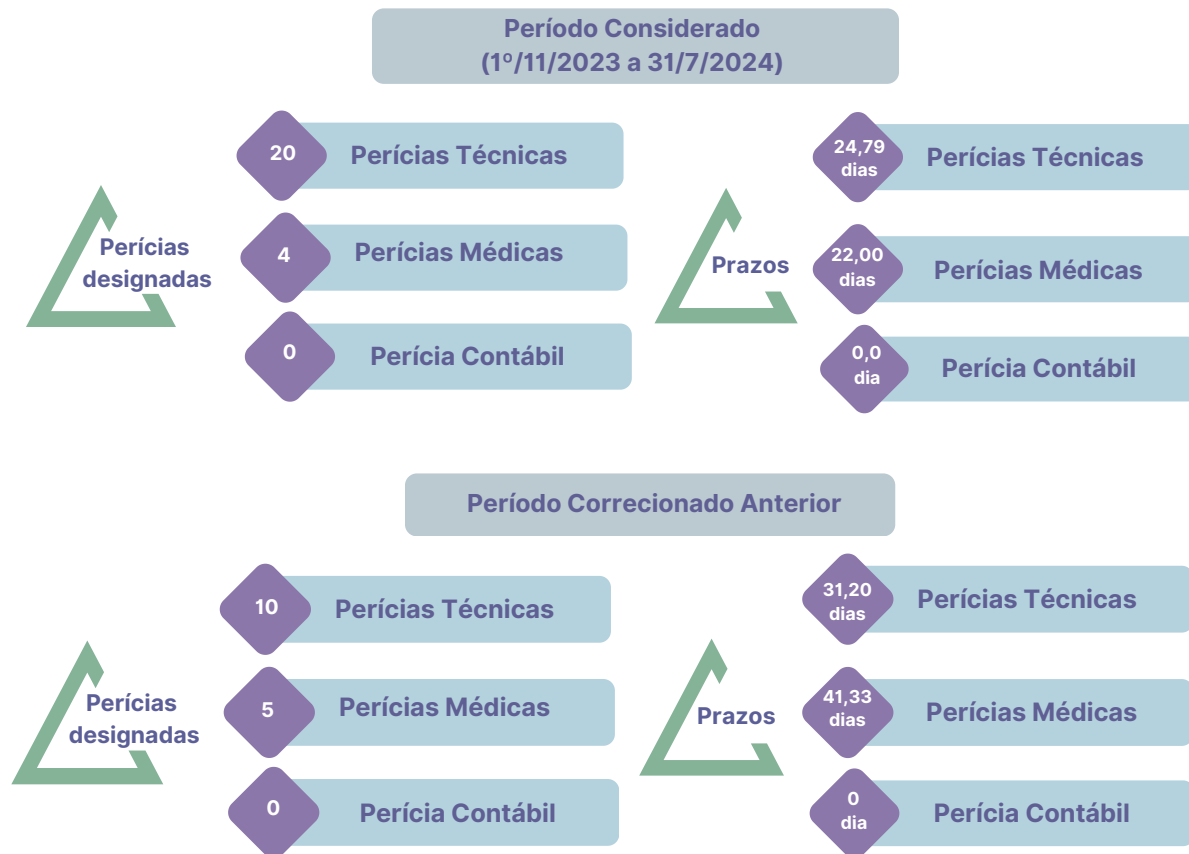 Período Considerado
(1º/11/2023 a 31/7/2024)
Perícias
designadas
20
Perícias Técnicas
4
Perícias Médicas
0
Perícia Contábil
Prazos
24,79
dias
Perícias Técnicas
22,00
dias
Perícias Médicas
0,0
dia
Perícia Contábil
Período Correcionado Anterior
Perícias
designadas
10
Perícias Técnicas
5
Perícias Médicas
0
Perícia Contábil
Prazos
31,20
dias
Perícias Técnicas
41,33
dias
Perícias Médicas
0
dia
Perícia Contábil